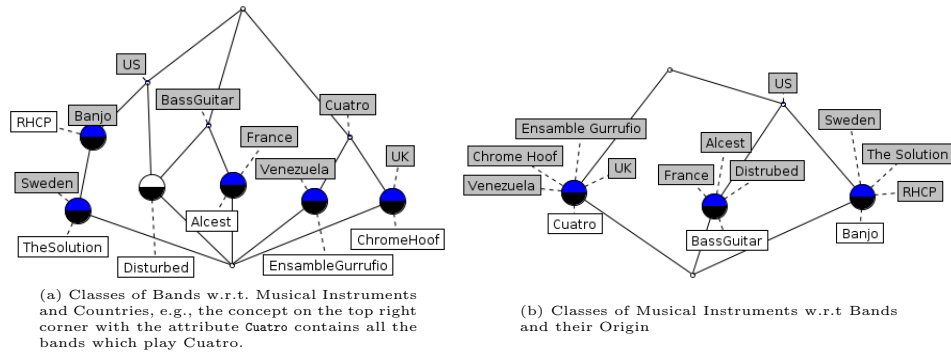 US
BassGuitar
RHCP
Banjo
Cuatro
France
UK
Venezuela
Sweden
Alcest
TheSolution
ChromeHoof
Disturbed
EnsambleGurrufio
(a) Classes of Bands w.r.t. Musical Instruments
and Countries, e.g., the concept on the top right
corner with the attribute Cuatro contains all the
bands which play Cuatro.
US
Ensamble Gurrufio
Sweden
Alcest
Chrome Hoof
The Solution
UK
France
Distrubed
Venezuela
RHCP
Cuatro
BassGuitar
Banjo
(b) Classes of Musical Instruments w.r.t Bands
and their Origin